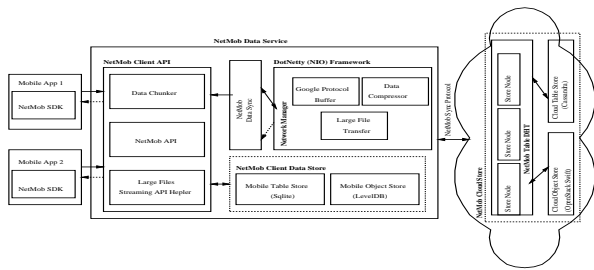 NetMob Data Service
NetMob Client API
DotNetty (NIO) Framework
Mobile App 1
NetMob SDK
Mobile App 2
NetMob SDK
Data Chunker
NetMob API
Large Files
Streaming API Hepler
NetMob
Data Sync
NetworkManager
Google Protocol
Buffer
Data
Compressor
Large File
Transfer
NetMob Client Data Store
Mobile Table Store
(Sqlite)
Mobile Object Store
(LevelDB)
NetMob Sync Protocol
NetMob CloudStore
Store Node
Store Node
Store Node
NetMob Table DHT
Cloud Table Store
(Cassandra)
Cloud Object Store
(OpenStack Swift)